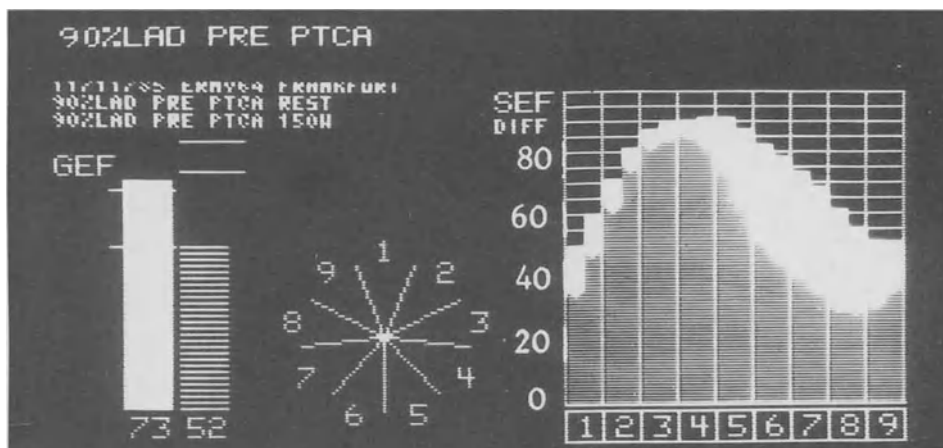 90%LAD PRE PTCA
90%LAD PRE PTCA REST
90%LAD PRE PTCA 150W
GEF
73 52
1
2
3
4
5
6
7
8
9
SEF
DIFF
80
60
40
20
0
1 2 3 4 5 6 7 8 9